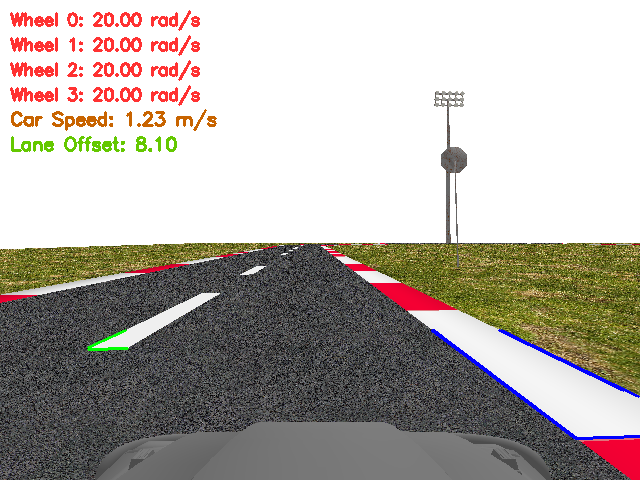 Wheel 0: 20.00 rad/s
Wheel 1: 20.00 rad/s
Wheel 2: 20.00 rad/s
Wheel 3: 20.00 rad/s
Car Speed: 1.23 m/s
Lane Offset: 8.10